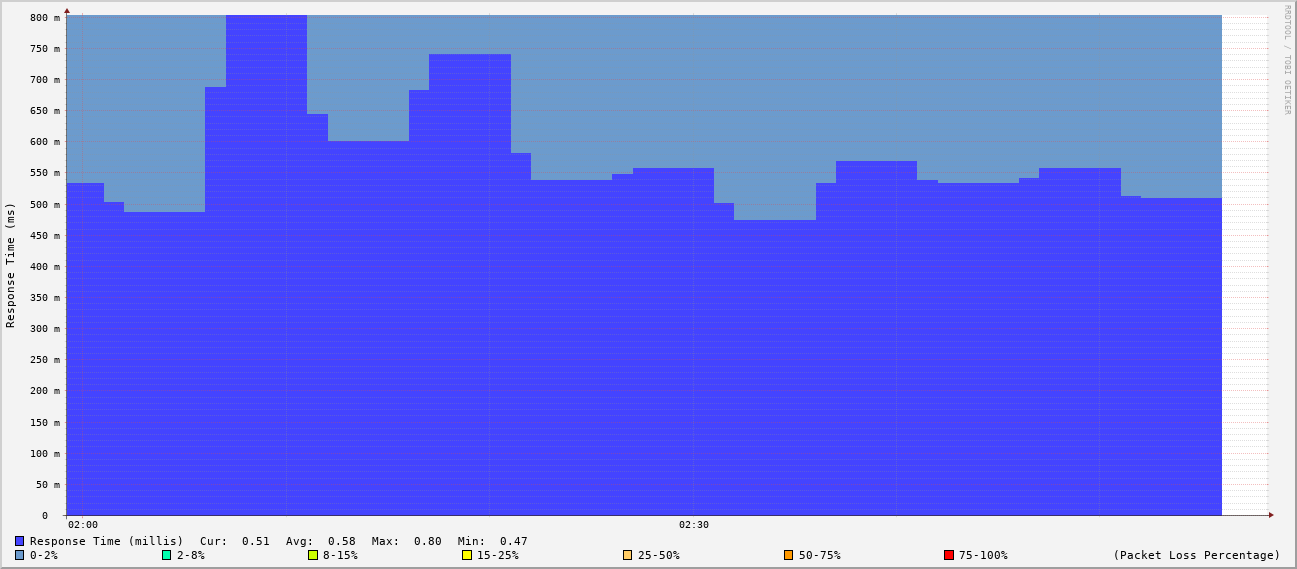 RRDTOOL / TOBI OETIKER
Response Time (ms)
800 m
750 m
700 m
650 m
600 m
550 m
500 m
450 m
400 m
350 m
300 m
250 m
200 m
150 m
100 m
50 m
0
02:00 02:30
Response Time (millis) Cur: 0.51 Avg: 0.58 Max: 0.80 Min: 0.47
0-2% 2-8% 8-15% 15-25% 25-50% 50-75% 75-100% (Packet Loss Percentage)